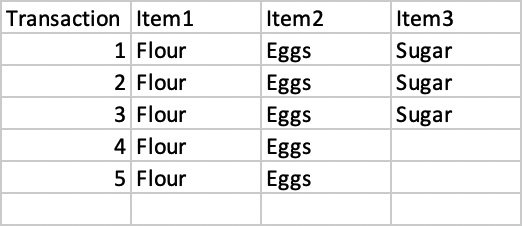 Transaction Item1 Item2 Item3
1 Flour Eggs Sugar
2 Flour Eggs Sugar
3 Flour Eggs Sugar
4 Flour Eggs
5 Flour Eggs